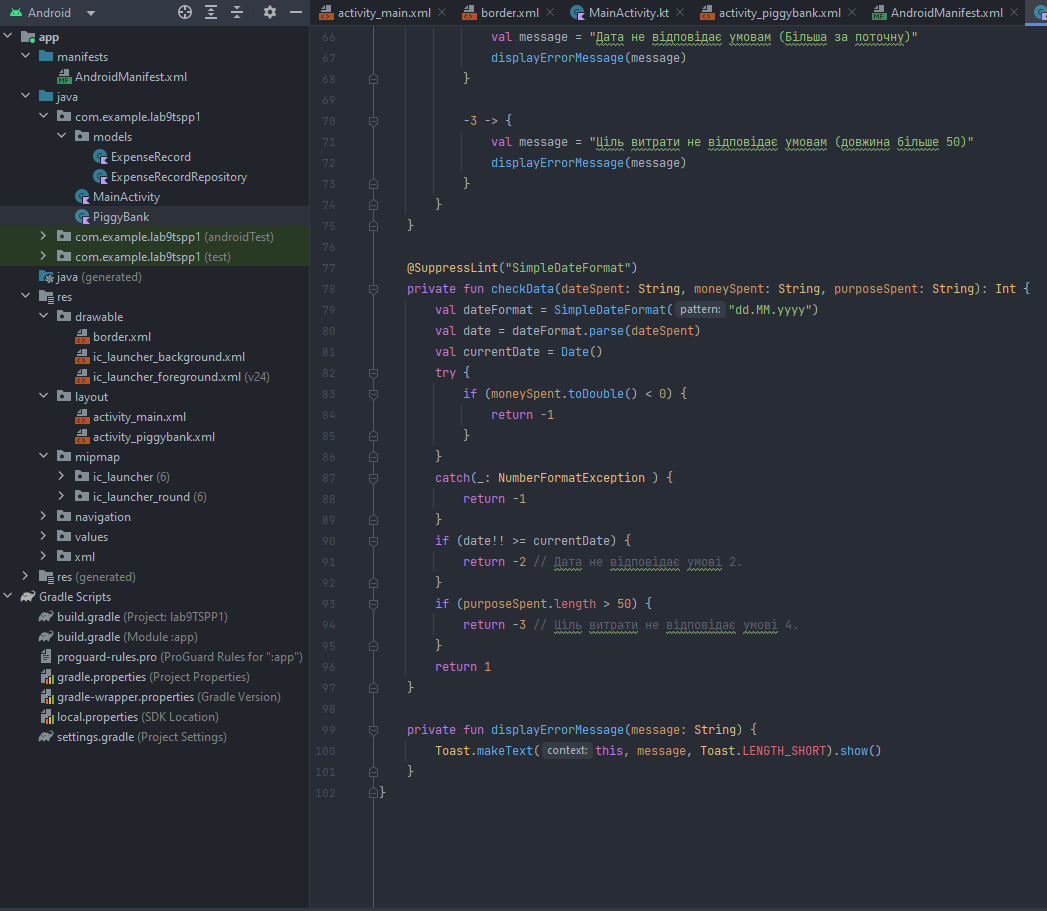 Android
activity_main.xml
border.xml
MainActivity.kt
activity_piggybank.xml
AndroidManifest.xml
app
manifests
AndroidManifest.xml
java
com.example.lab9tspp1
models
ExpenseRecord
ExpenseRecordRepository
MainActivity
PiggyBank
com.example.lab9tspp1 (androidTest)
com.example.lab9tspp1 (test)
java (generated)
res
drawable
border.xml
ic_launcher_background.xml
ic_launcher_foreground.xml (v24)
layout
activity_main.xml
activity_piggybank.xml
mipmap
ic_launcher (6)
ic_launcher_round (6)
navigation
values
xml
res (generated)
Gradle Scripts
build.gradle (Project: lab9TSPP1)
build.gradle (Module :app)
proguard-rules.pro (ProGuard Rules for ":app")
gradle.properties (Project Properties)
gradle-wrapper.properties (Gradle Version)
local.properties (SDK Location)
settings.gradle (Project Settings)
66 val message = "Дата не відповідає умовам (Більша за поточну)"
67 displayErrorMessage(message)
68 }
69
70 -3 -> {
71 val message = "Ціль витрати не відповідає умовам (довжина більше 50)"
72 displayErrorMessage(message)
73 }
74 }
75 }
76
77 @SuppressLint("SimpleDateFormat")
78 private fun checkData(dateSpent: String, moneySpent: String, purposeSpent: String): Int {
79 val dateFormat = SimpleDateFormat( pattern: "dd.MM.yyyy")
80 val date = dateFormat.parse(dateSpent)
81 val currentDate = Date()
82 try {
83 if (moneySpent.toDouble() < 0) {
84 return -1
85 }
86 }
87 catch(_: NumberFormatException ) {
88 return -1
89 }
90 if (date!! >= currentDate) {
91 return -2 // Дата не відповідає умові 2.
92 }
93 if (purposeSpent.length > 50) {
94 return -3 // Ціль витрати не відповідає умові 4.
95 }
96 return 1
97 }
98
99 private fun displayErrorMessage(message: String) {
100 Toast.makeText( context: this, message, Toast.LENGTH_SHORT).show()
101 }
102 }